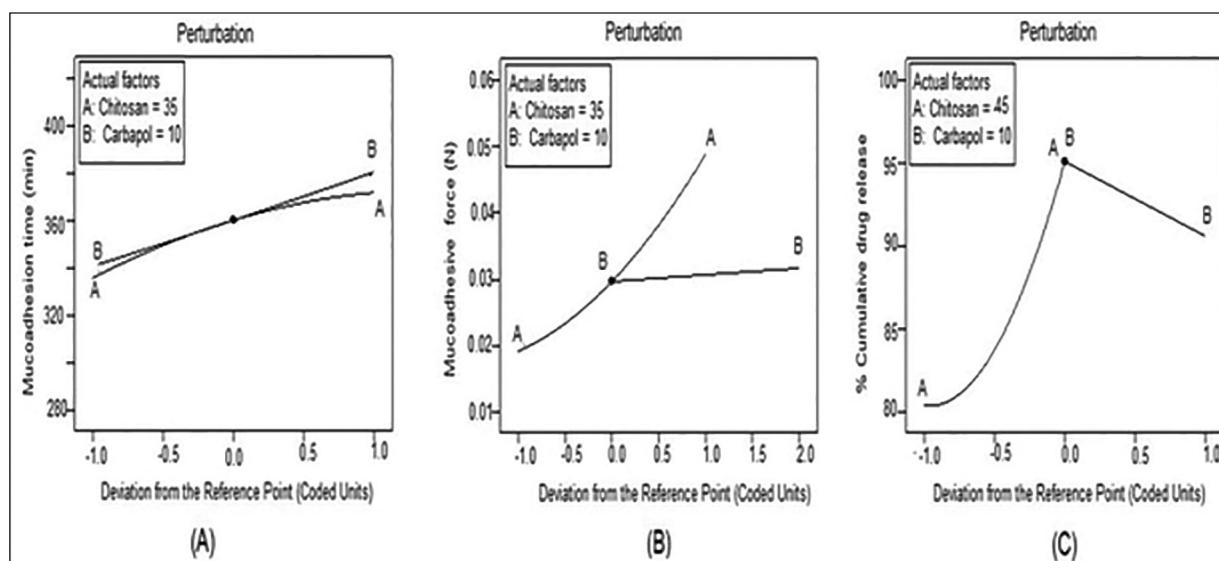 Perturbation
Actual factors
A: Chitosan = 35
B: Carbapol = 10
Mucoadhesion time (min)
400
360
320
280
B
A
B
A
-1.0
-0.5
0.0
0.5
1.0
Deviation from the Reference Point (Coded Units)
(A)
Perturbation
Actual factors
A: Chitosan = 35
B: Carbapol = 10
Mucoadhesive force (N)
0.06
0.05
0.04
0.03
0.02
0.01
A
B
B
A
-1.0
-0.5
0.0
0.5
1.0
1.5
2.0
Deviation from the Reference Point (Coded Units)
(B)
Perturbation
Actual factors
A: Chitosan = 45
B: Carbapol = 10
% Cumulative drug release
100
95
90
85
80
A
B
B
A
-1.0
-0.5
0.0
0.5
1.0
Deviation from the Reference Point (Coded Units)
(C)